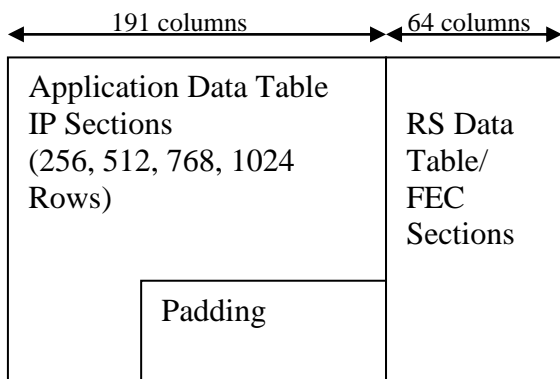 191 columns
64 columns
Application Data Table
IP Sections
(256, 512, 768, 1024
Rows)
RS Data
Table/
FEC
Sections
Padding